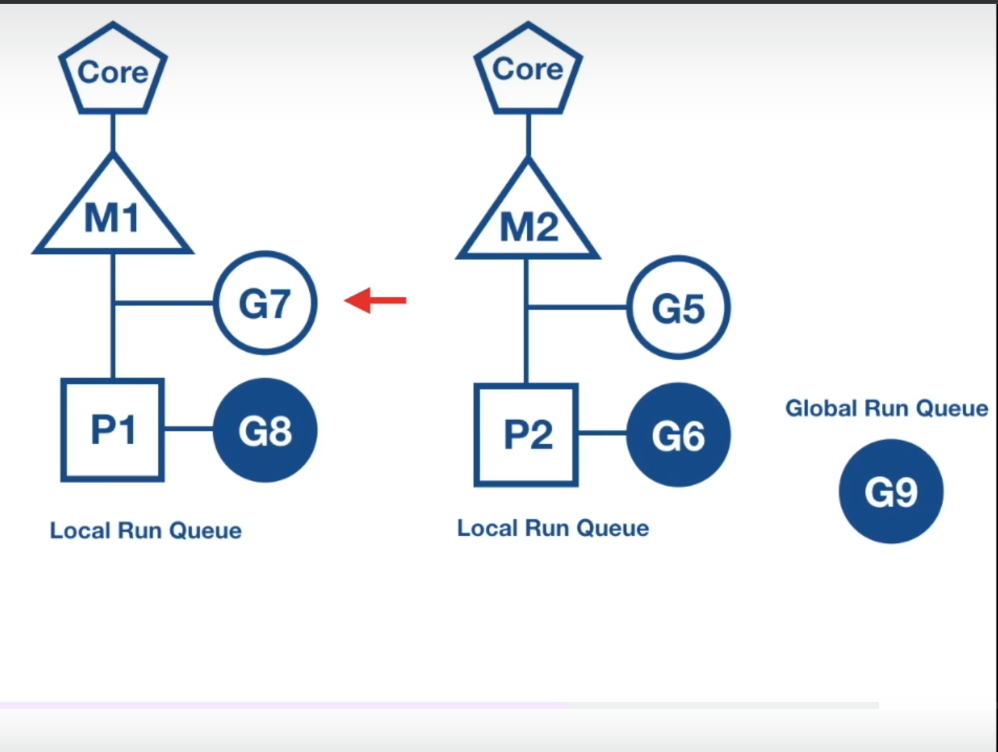 Core
Core
M1
M2
G7
G5
P1
G8
P2
G6
Global Run Queue
G9
Local Run Queue
Local Run Queue